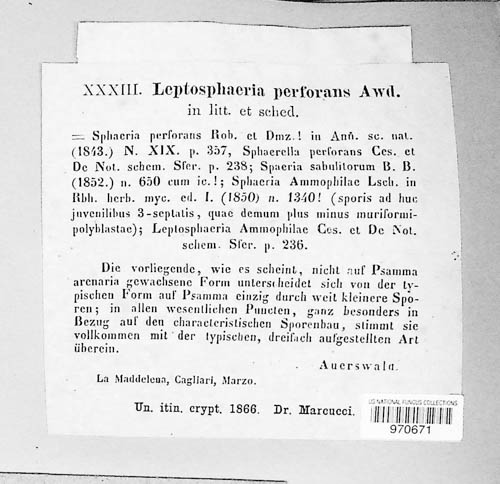 XXXIII. Leptosphaeria perforans Awd.
in litt. et sched.
= Sphaeria perforans Rob. et Dmz.! in Ann̄. sc. nat.
(1843.) N. XIX. p. 357, Sphaerella perforans Ces. et
De Not. schem. Sfer. p. 238; Spaeria sabulitorum B. B.
(1852.) n. 650 cum ic.!; Sphaeria Ammophilae Lsch. in
Rbh. herb. myc. ed. I. (1850) n. 1340! (sporis ad huc
juvenilibus 3-septatis, quae demum plus minus muriformi-
polyblastae); Leptosphaeria Ammophilae Ces. et De Not.
schem. Sfer. p. 236.
Die vorliegende, wie es scheint, nicht auf Psamma
arenaria gewachsene Form unterscheidet sich von der ty-
pischen Form auf Psamma einzig durch weit kleinere Spo-
ren; in allen wesentlichen Puncten, ganz besonders in
Bezug auf den characteristischen Sporenbau, stimmt sie
vollkommen mit der typischen, dreifach aufgestellten Art
überein.
Auerswald.
La Maddelena, Cagliari, Marzo.
Un. itin. crypt. 1866. Dr. Marcucci.
US NATIONAL FUNGUS COLLECTIONS
970671